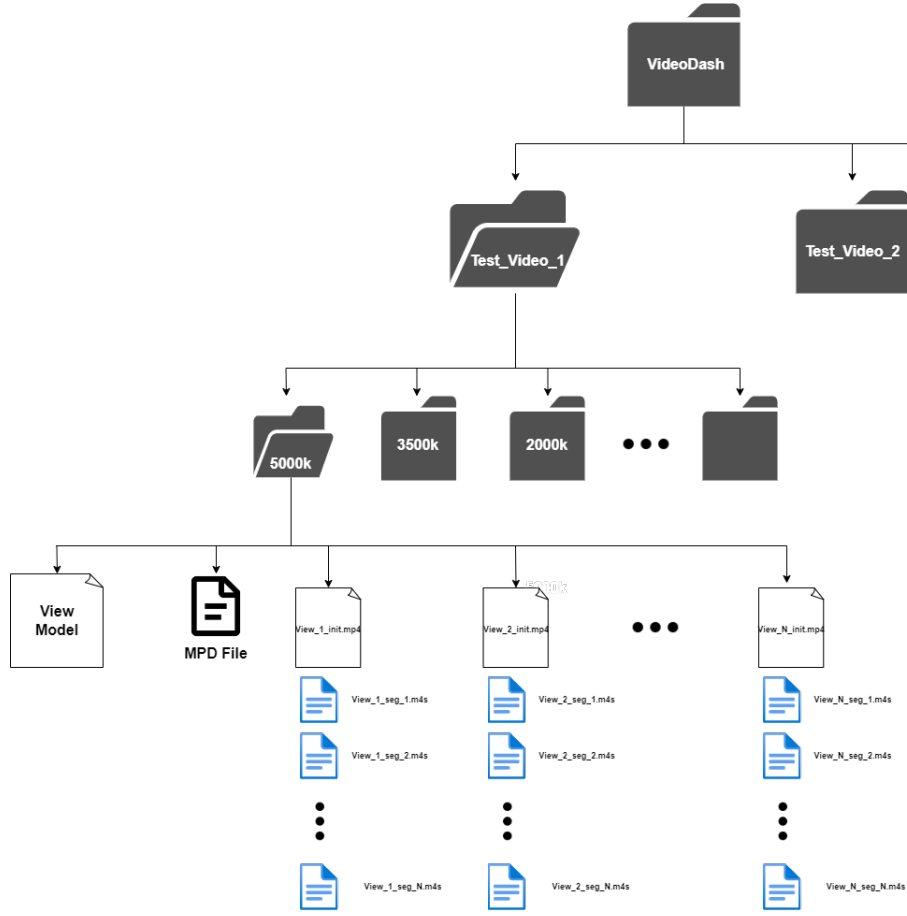 VideoDash
Test_Video_1
Test_Video_2
5000k
3500k
2000k
View
Model
MPD File
View_1_init.mp4
View_2_init.mp4
View_N_init.mp4
View_1_seg_1.m4s
View_2_seg_1.m4s
View_N_seg_1.m4s
View_1_seg_2.m4s
View_2_seg_2.m4s
View_N_seg_2.m4s
View_1_seg_N.m4s
View_2_seg_N.m4s
View_N_seg_N.m4s